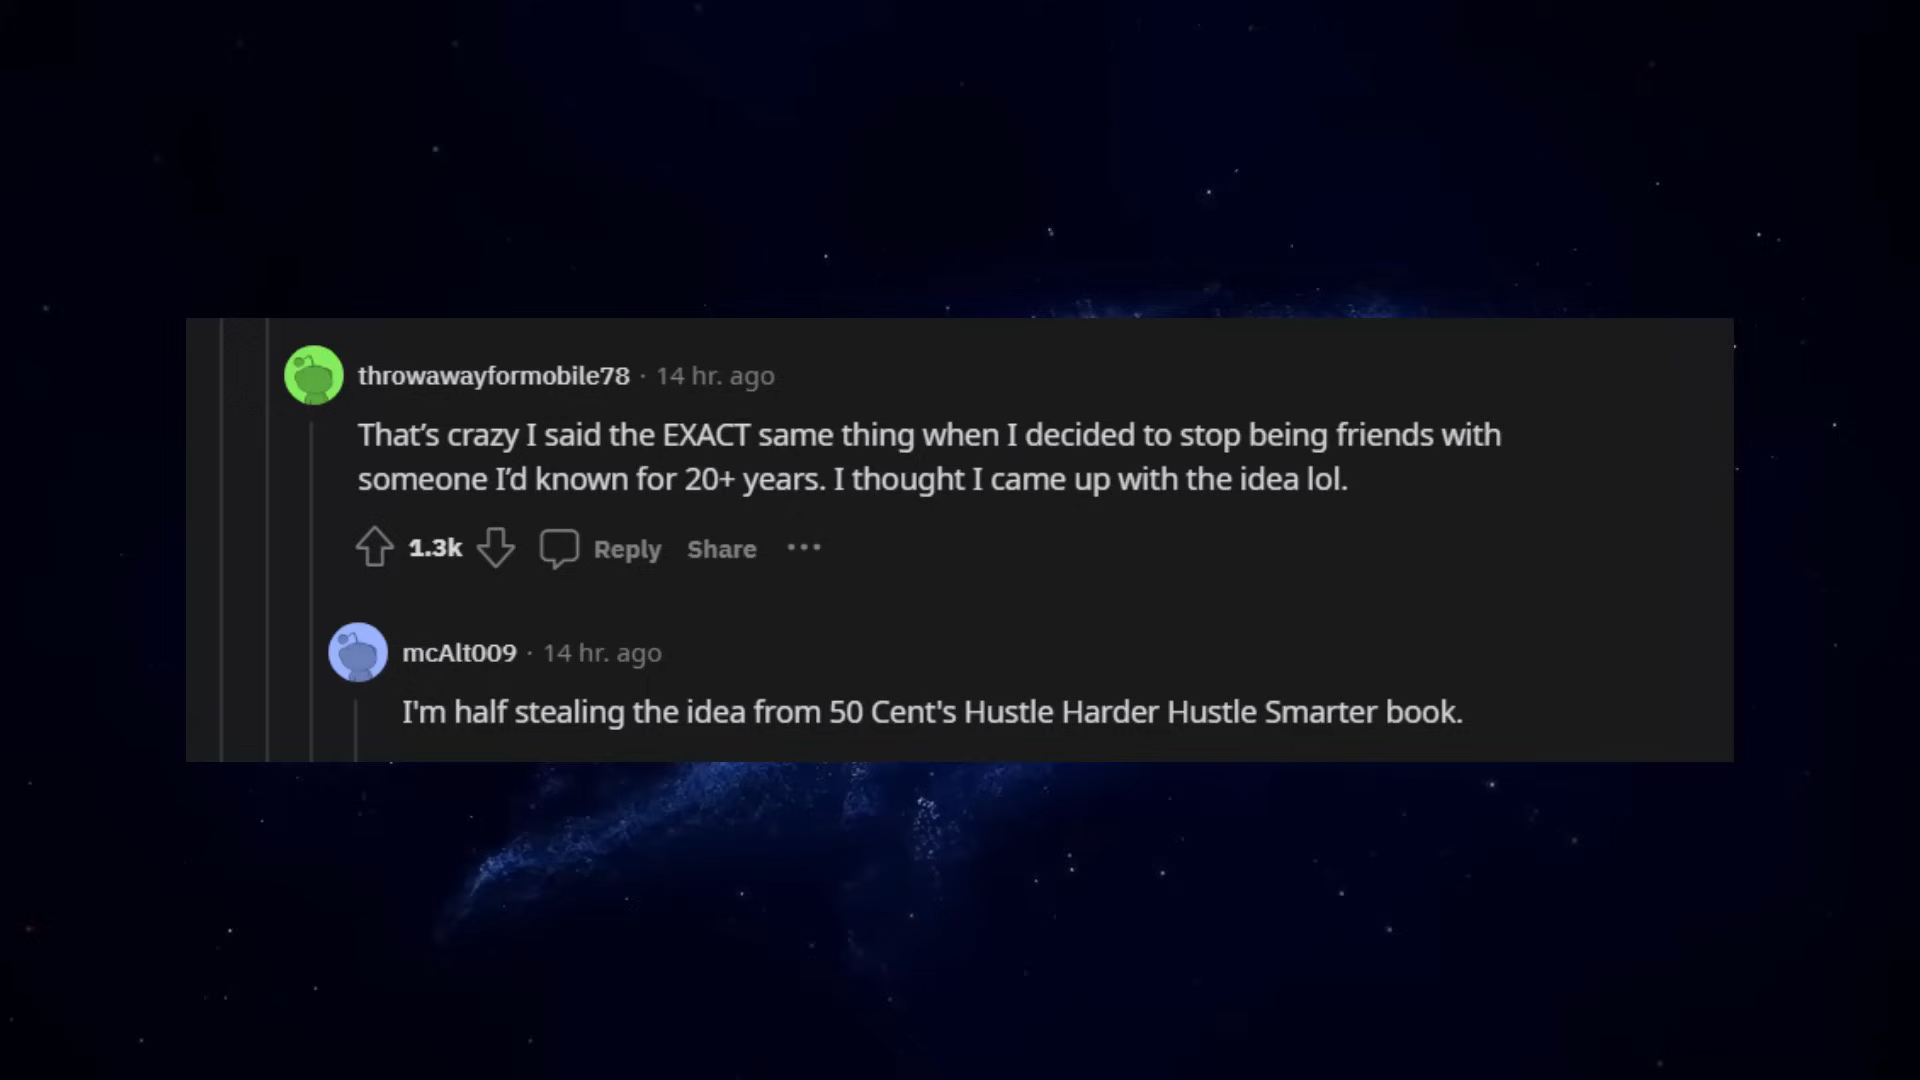 throwawayformobile78 · 14 hr. ago
That’s crazy I said the EXACT same thing when I decided to stop being friends with
someone I’d known for 20+ years. I thought I came up with the idea lol.
1.3k Reply Share ···
mcAlt009 · 14 hr. ago
I'm half stealing the idea from 50 Cent's Hustle Harder Hustle Smarter book.